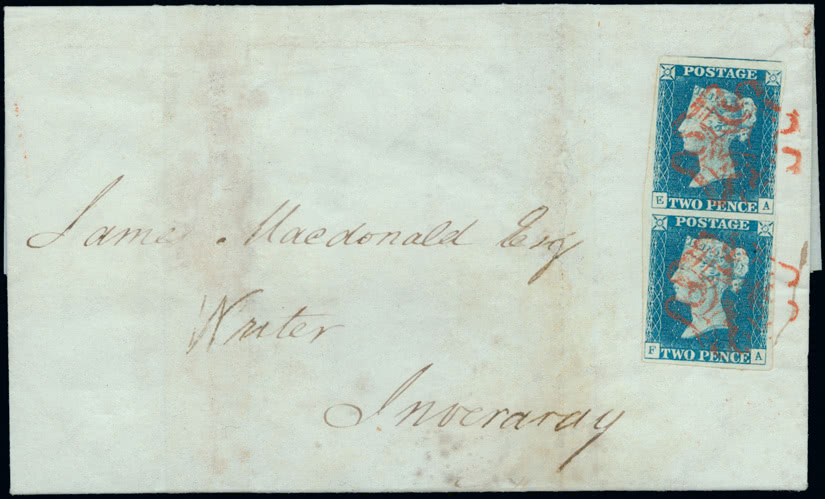 POSTAGE
E A
TWO PENCE
POSTAGE
F A
TWO PENCE
James Macdonald Esq
Writer
Inveraray